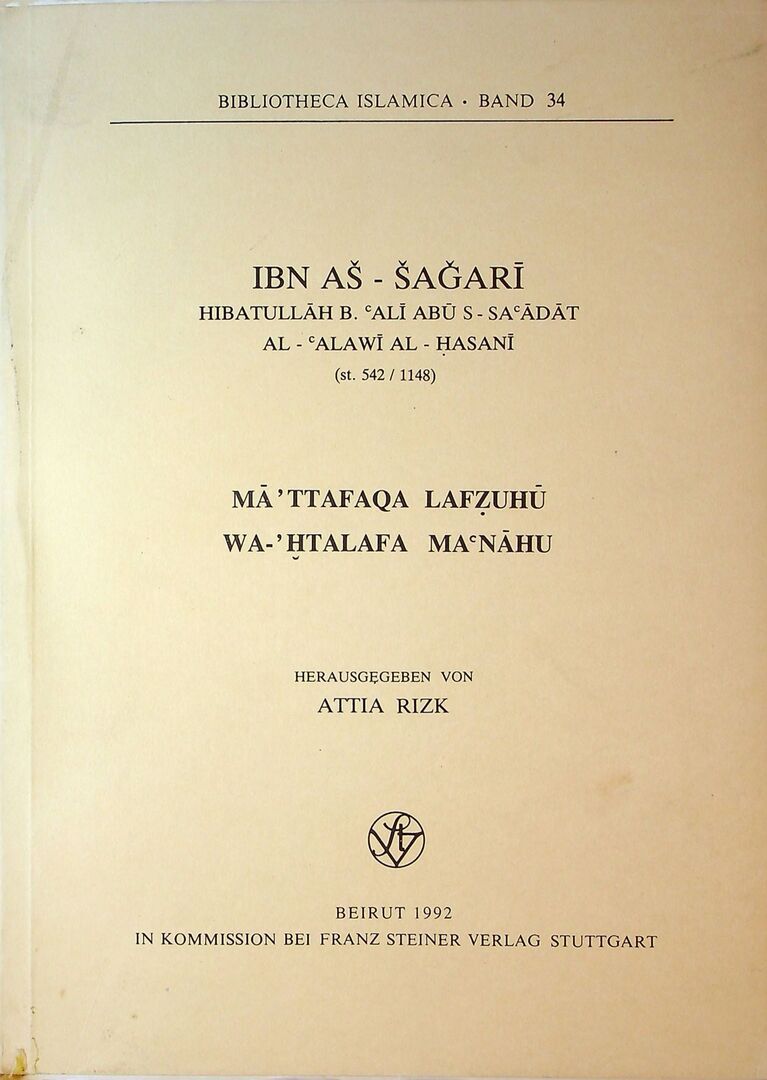 BIBLIOTHECA ISLAMICA · BAND 34
IBN AŠ - ŠAǦARĪ
HIBATULLĀH B. ʿALĪ ABŪ S - SAʿĀDĀT
AL - ʿALAWĪ AL - ḤASANĪ
(st. 542 / 1148)
MĀ ’TTAFAQA LAFẒUHŪ
WA-’ḪTALAFA MAʿNĀHU
HERAUSGEGEBEN VON
ATTIA RIZK
BEIRUT 1992
IN KOMMISSION BEI FRANZ STEINER VERLAG STUTTGART